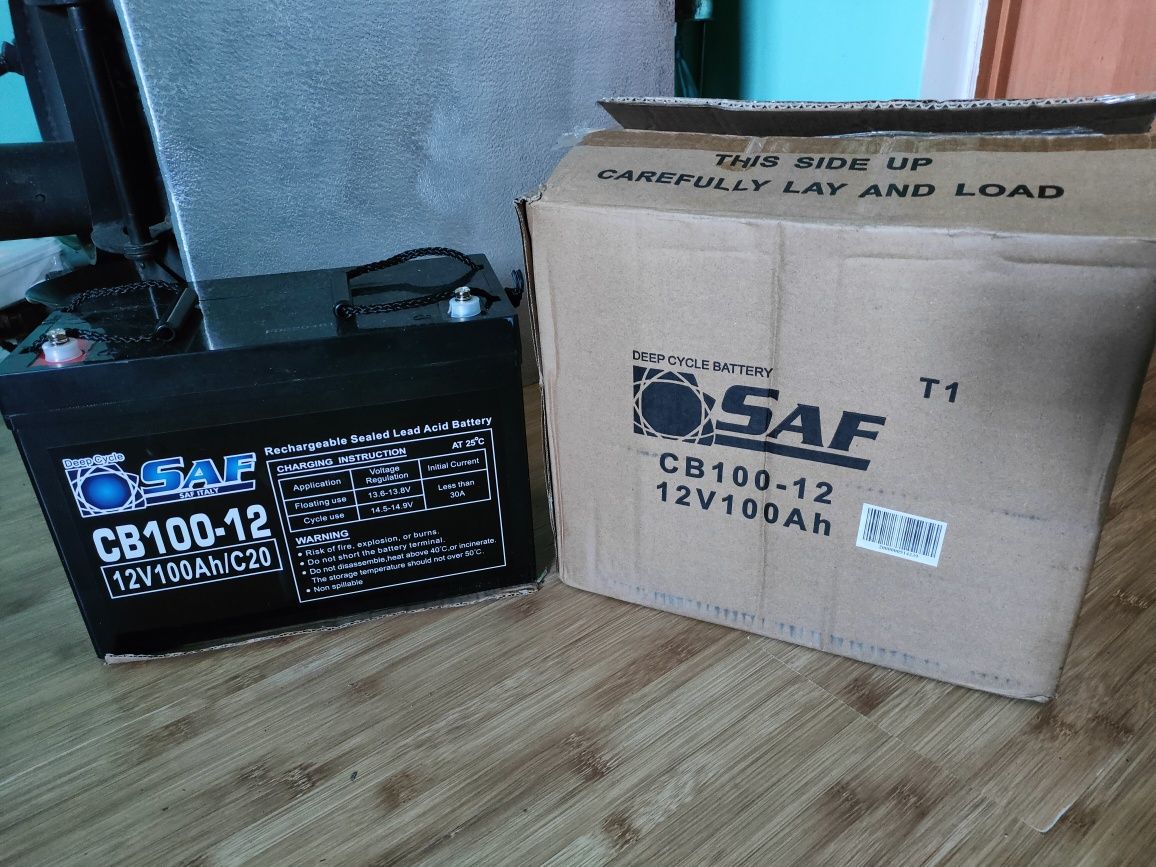 Deep Cycle
SAF
SAF ITALY
CB100-12
12V100Ah/C20
Rechargeable Sealed Lead Acid Battery
CHARGING INSTRUCTION AT 25°C
Application Voltage Regulation Initial Current
Floating use 13.6-13.8V Less than 30A
Cycle use 14.5-14.9V
WARNING
• Risk of fire, explosion, or burns.
• Do not short the battery terminal.
• Do not disassemble,heat above 40°C,or incinerate.
The storage temperature should not over 50°C.
• Non spillable
THIS SIDE UP
CAREFULLY LAY AND LOAD
DEEP CYCLE BATTERY
SAF
T1
CB100-12
12V100Ah